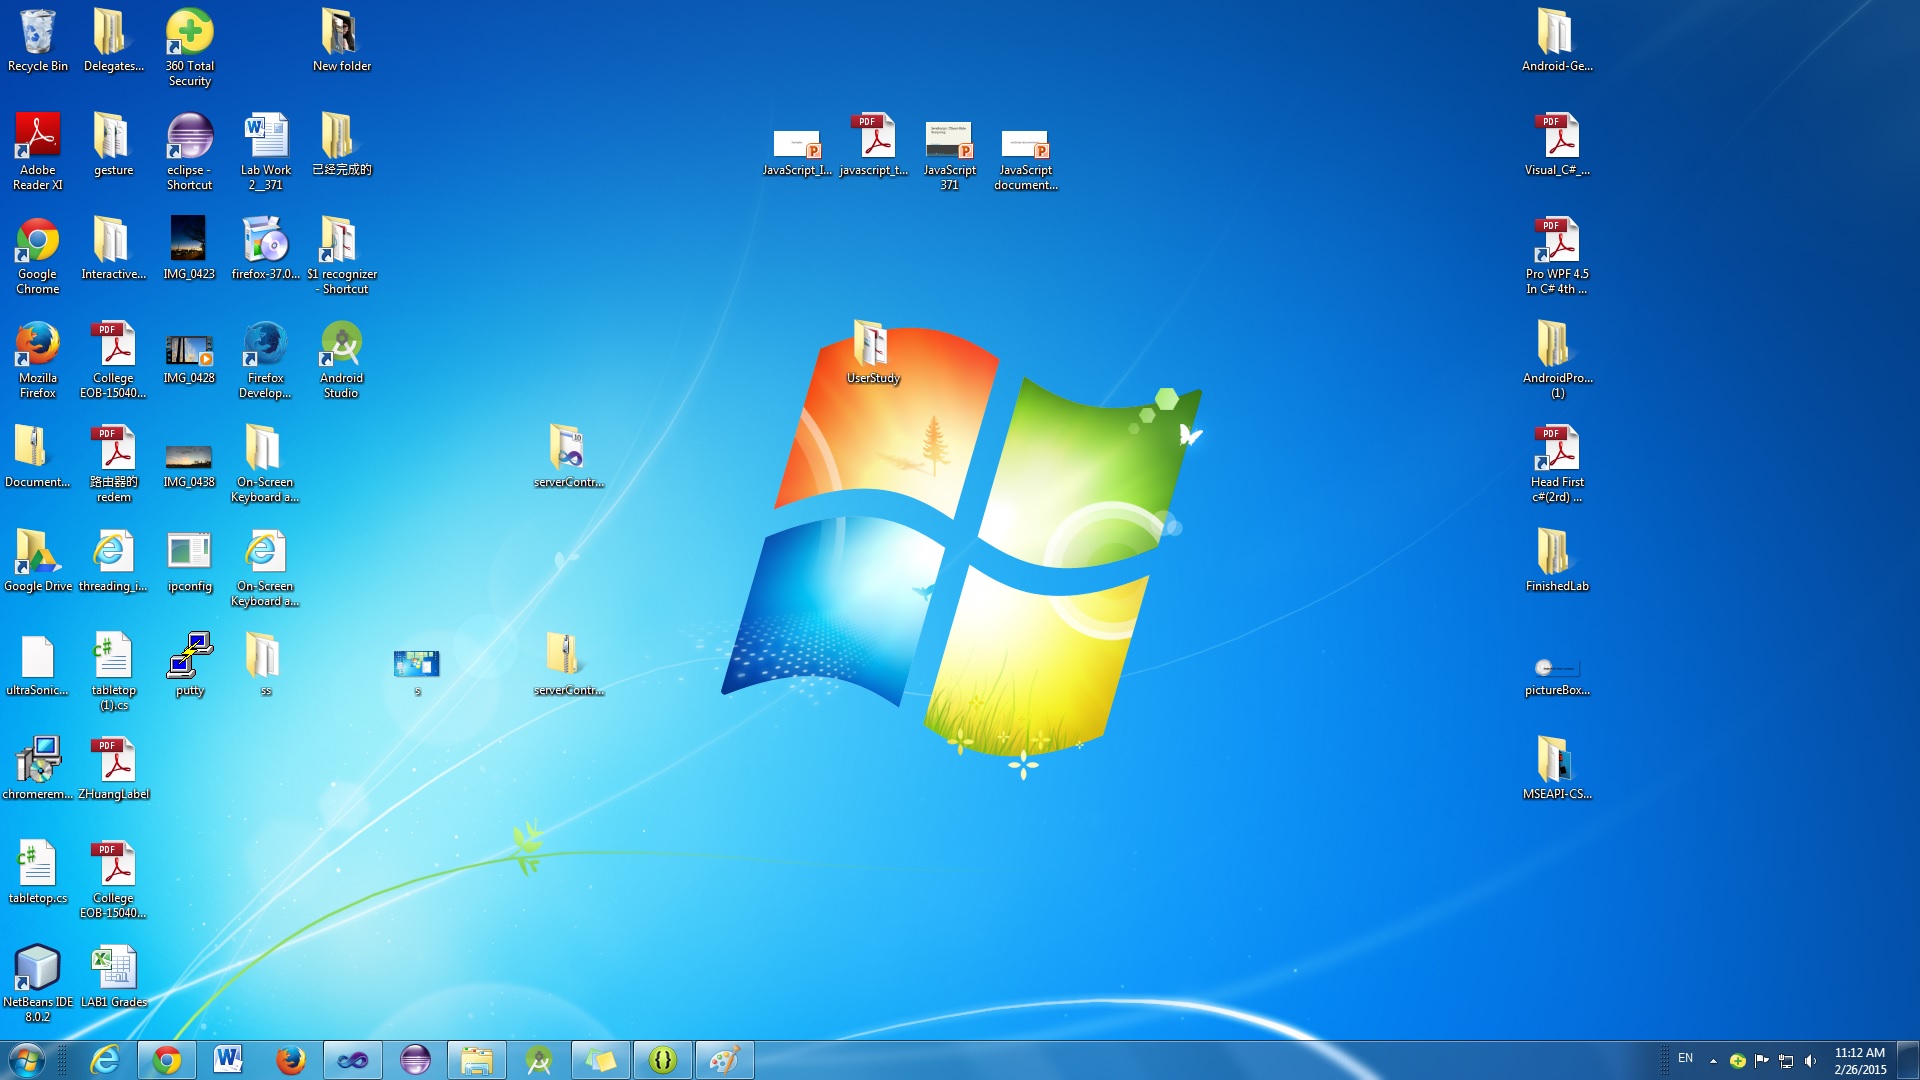 Recycle Bin
Delegates...
360 Total
Security
New folder
Android-Ge...
Adobe
Reader XI
gesture
eclipse -
Shortcut
Lab Work
2__371
已经完成的
JavaScript_I...
javascript_t...
JavaScript
371
JavaScript
document...
Visual_C#_...
Google
Chrome
Interactive...
IMG_0423
firefox-37.0...
$1 recognizer
- Shortcut
Pro WPF 4.5
In C# 4th ...
Mozilla
Firefox
College
EOB-15040...
IMG_0428
Firefox
Develop...
Android
Studio
UserStudy
AndroidPro...
(1)
Document...
路由器的
redem
IMG_0438
On-Screen
Keyboard a...
serverContr...
Head First
c#(2rd) ...
Google Drive
threading_i...
ipconfig
On-Screen
Keyboard a...
FinishedLab
ultraSonic...
tabletop
(1).cs
putty
ss
s
serverContr...
pictureBox...
chromerem...
ZHuangLabel
MSEAPI-CS...
tabletop.cs
College
EOB-15040...
NetBeans IDE
8.0.2
LAB1 Grades
EN
11:12 AM
2/26/2015